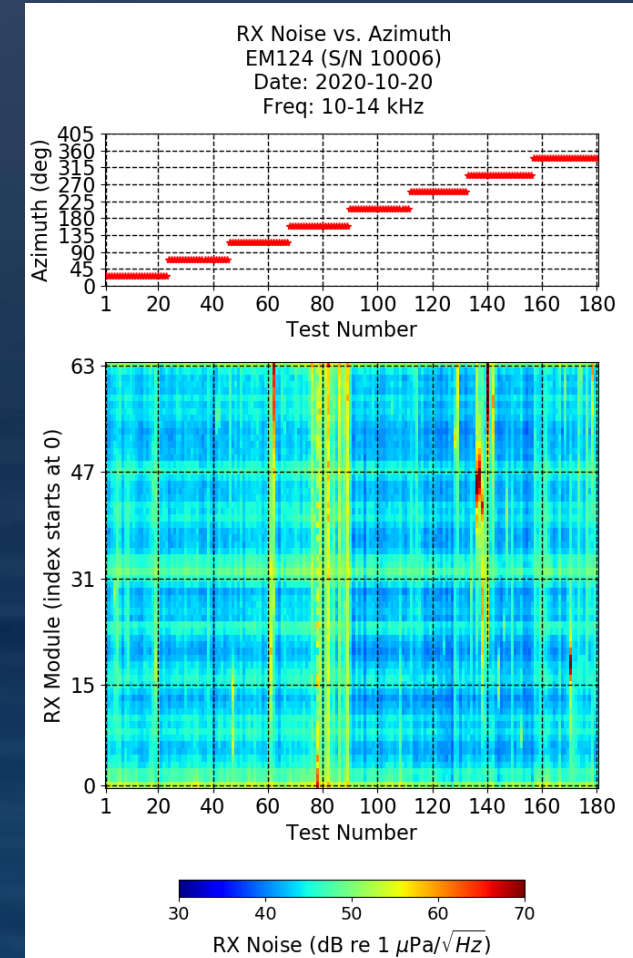 RX Noise vs. Azimuth
EM124 (S/N 10006)
Date: 2020-10-20
Freq: 10-14 kHz
Azimuth (deg)
405
360
315
270
225
180
135
90
45
0
1 20 40 60 80 100 120 140 160 180
Test Number
RX Module (index starts at 0)
63
47
31
15
0
1 20 40 60 80 100 120 140 160 180
Test Number
30 40 50 60 70
RX Noise (dB re 1 μPa/√Hz)